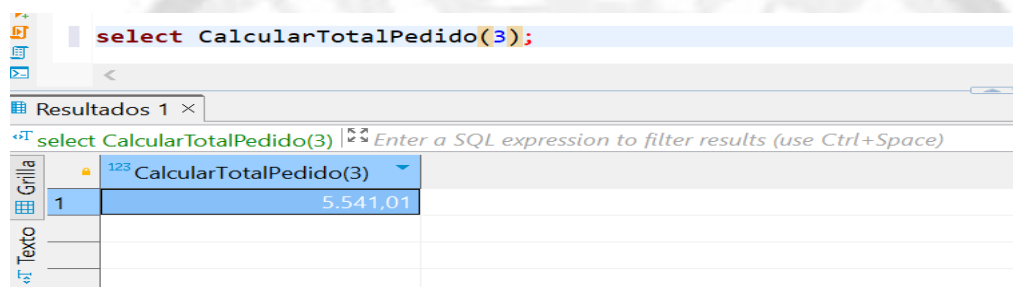 select CalcularTotalPedido(3);
Resultados 1
select CalcularTotalPedido(3) Enter a SQL expression to filter results (use Ctrl+Space)
Grilla
123 CalcularTotalPedido(3)
1 5.541,01
Texto